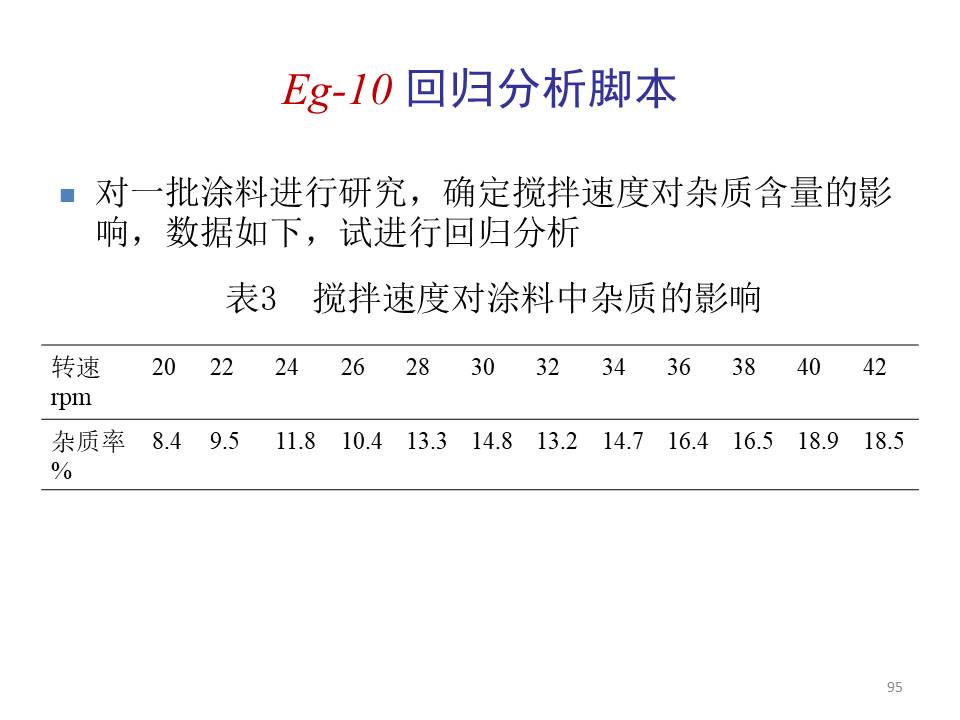 Eg-10 回归分析脚本
对一批涂料进行研究，确定搅拌速度对杂质含量的影
响，数据如下，试进行回归分析
表3 搅拌速度对涂料中杂质的影响
转速 20 22 24 26 28 30 32 34 36 38 40 42
rpm
杂质率 8.4 9.5 11.8 10.4 13.3 14.8 13.2 14.7 16.4 16.5 18.9 18.5
%
95